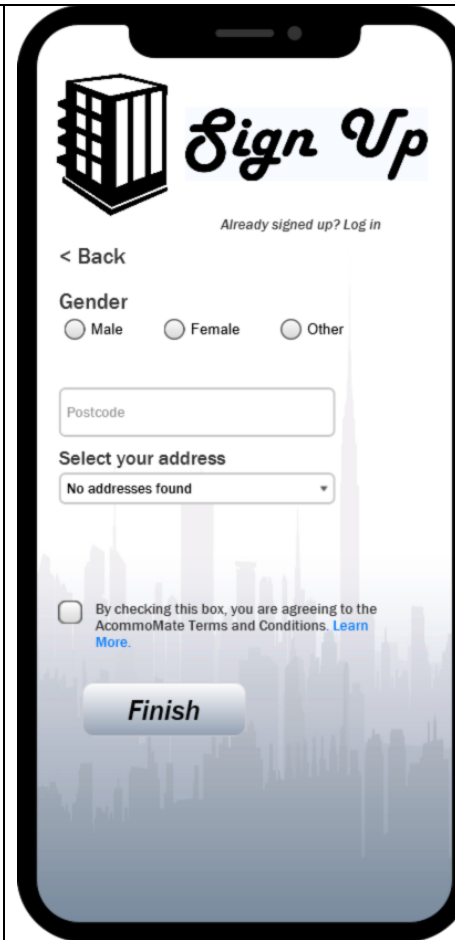 Sign Up
Already signed up? Log in
< Back
Gender
Male Female Other
Postcode
Select your address
No addresses found
By checking this box, you are agreeing to the
AcommoMate Terms and Conditions. Learn
More.
Finish